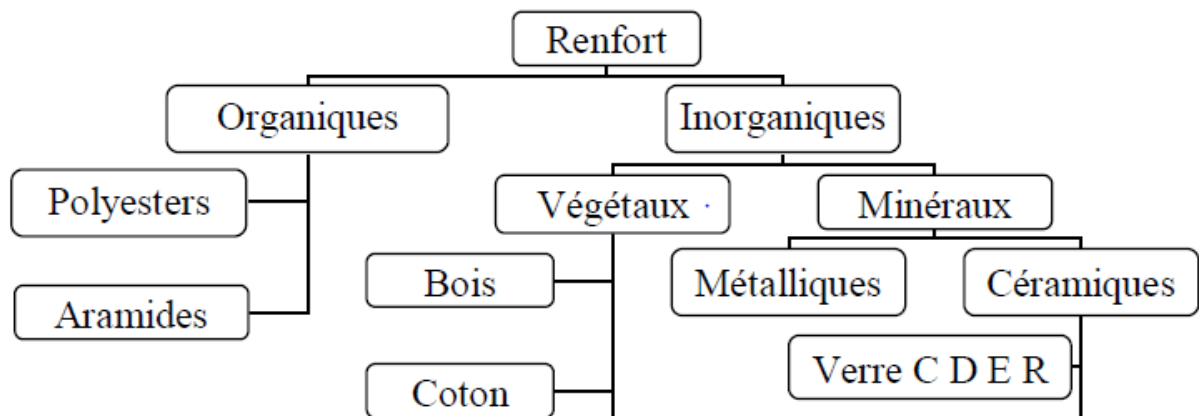 Renfort
Organiques
Inorganiques
Polyesters
Végétaux
Minéraux
Bois
Métalliques
Céramiques
Aramides
Verre C D E R
Coton